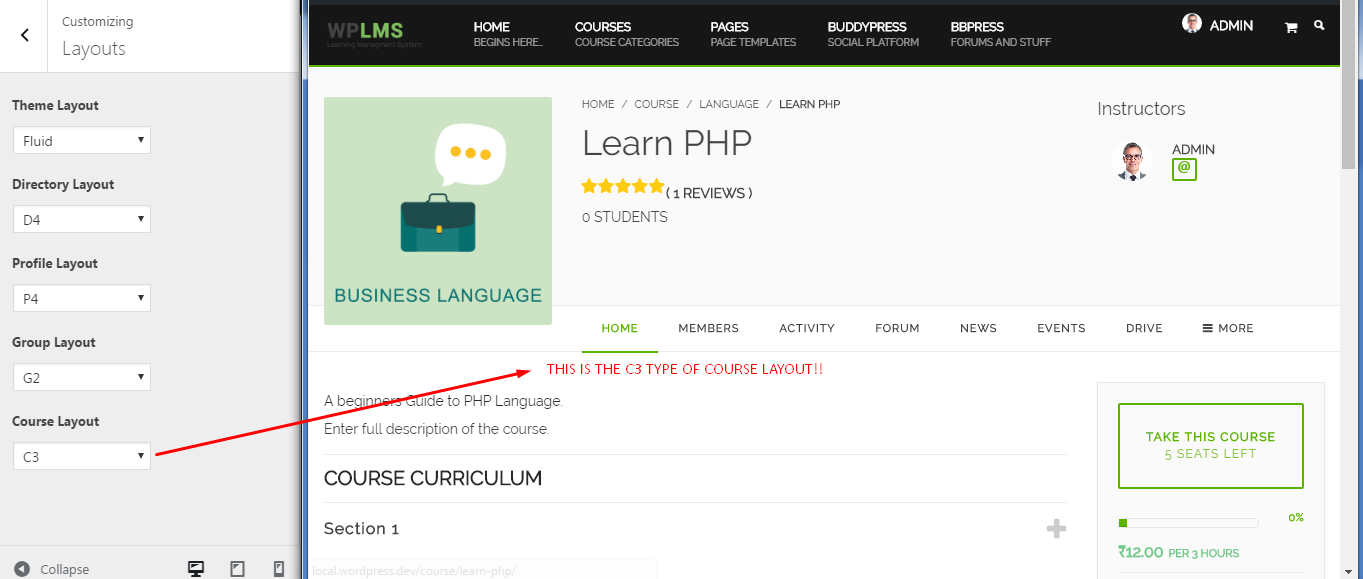 Customizing
Layouts
Theme Layout
Fluid
Directory Layout
D4
Profile Layout
P4
Group Layout
G2
Course Layout
C3
Collapse
WPLMS
Learning Managment System
HOME
BEGINS HERE..
COURSES
COURSE CATEGORIES
PAGES
PAGE TEMPLATES
BUDDYPRESS
SOCIAL PLATFORM
BBPRESS
FORUMS AND STUFF
ADMIN
BUSINESS LANGUAGE
HOME / COURSE / LANGUAGE / LEARN PHP
Learn PHP
( 1 REVIEWS )
0 STUDENTS
Instructors
ADMIN
@
HOME MEMBERS ACTIVITY FORUM NEWS EVENTS DRIVE MORE
THIS IS THE C3 TYPE OF COURSE LAYOUT!!
A beginners Guide to PHP Language.
Enter full description of the course.
COURSE CURRICULUM
Section 1
TAKE THIS COURSE
5 SEATS LEFT
0%
₹12.00 PER 3 HOURS
local.wordpress.dev/course/learn-php/